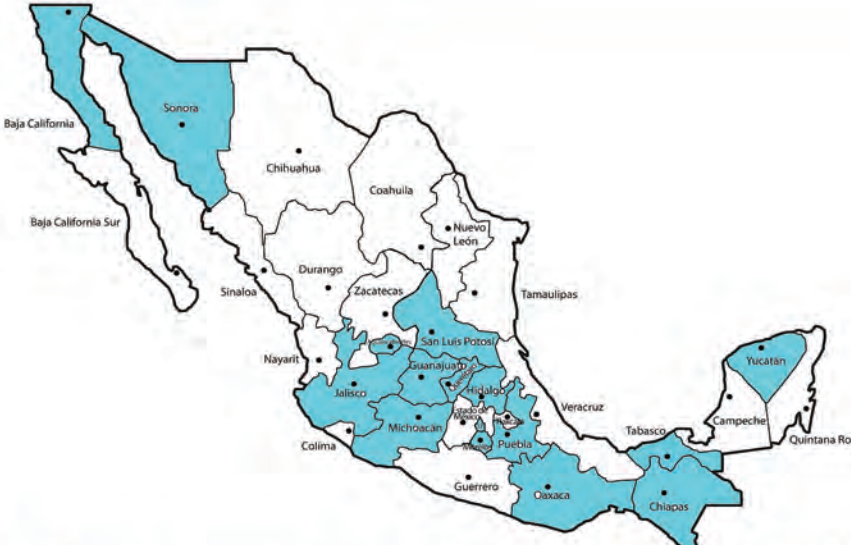 Sonora
Baja California
Chihuahua
Coahuila
Baja California Sur
Nuevo
León
Durango
Sinaloa
Zacatecas
Tamaulipas
San Luis Potosí
Nayarit
Yucatán
Guanajuato
Hidalgo
Jalisco
Estado de
México
Veracruz
Campeche
Michoacán
Tabasco
Quintana Ro
Colima
Puebla
Guerrero
Oaxaca
Chiapas